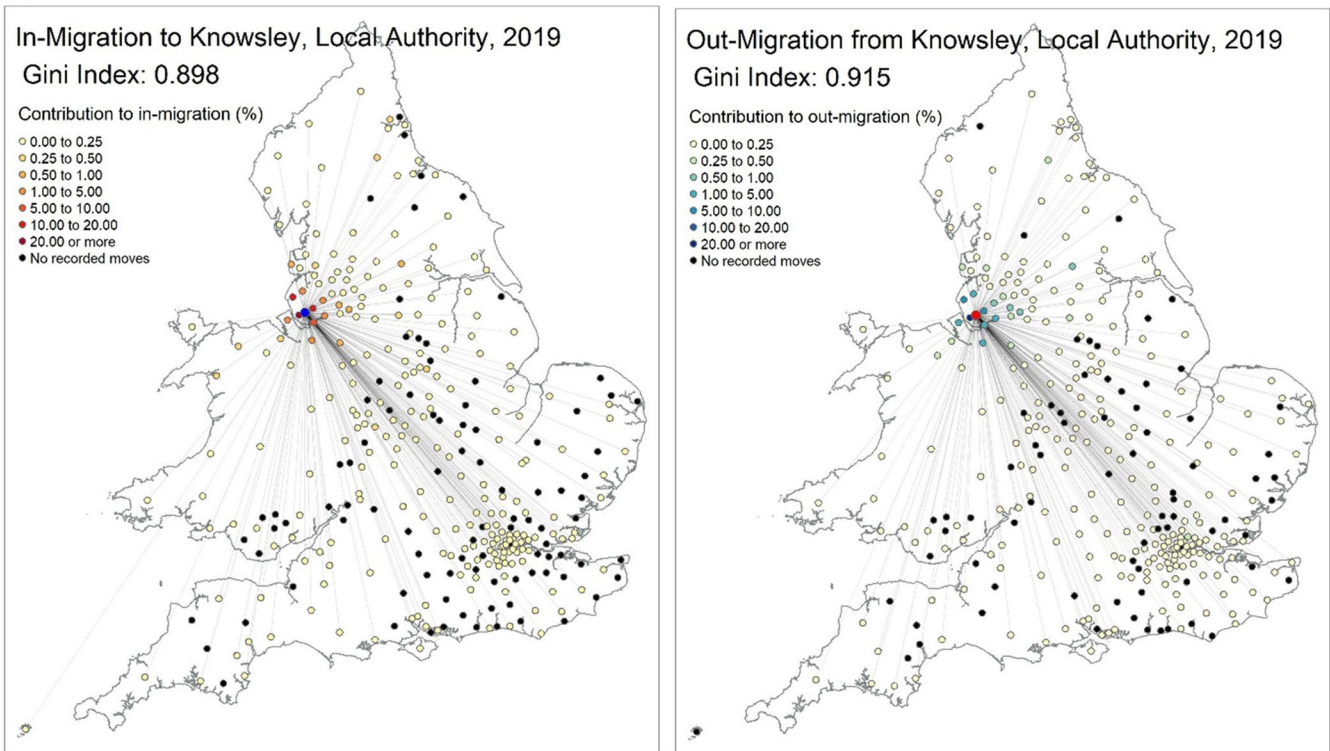 In-Migration to Knowsley, Local Authority, 2019
Gini Index: 0.898
Contribution to in-migration (%)
0.00 to 0.25
0.25 to 0.50
0.50 to 1.00
1.00 to 5.00
5.00 to 10.00
10.00 to 20.00
20.00 or more
No recorded moves
Out-Migration from Knowsley, Local Authority, 2019
Gini Index: 0.915
Contribution to out-migration (%)
0.00 to 0.25
0.25 to 0.50
0.50 to 1.00
1.00 to 5.00
5.00 to 10.00
10.00 to 20.00
20.00 or more
No recorded moves